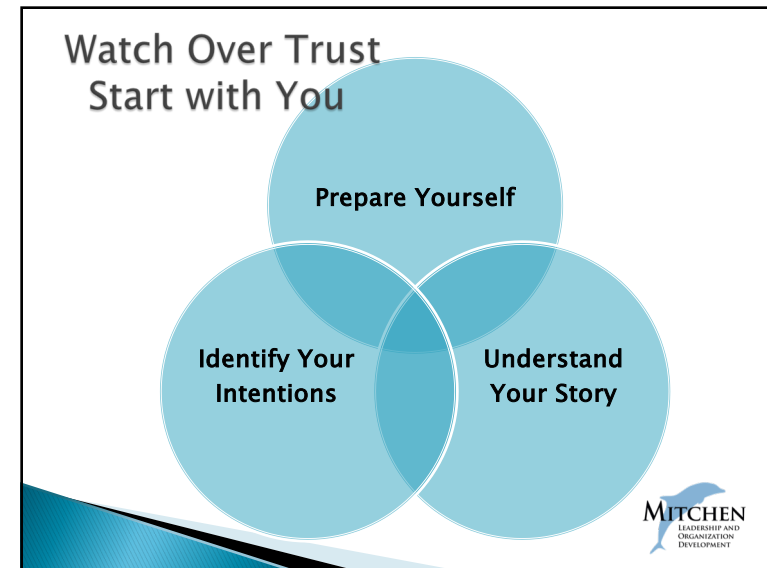 Watch Over Trust
Start with You
Prepare Yourself
Identify Your
Intentions
Understand
Your Story
MITCHEN
LEADERSHIP AND
ORGANIZATION
DEVELOPMENT